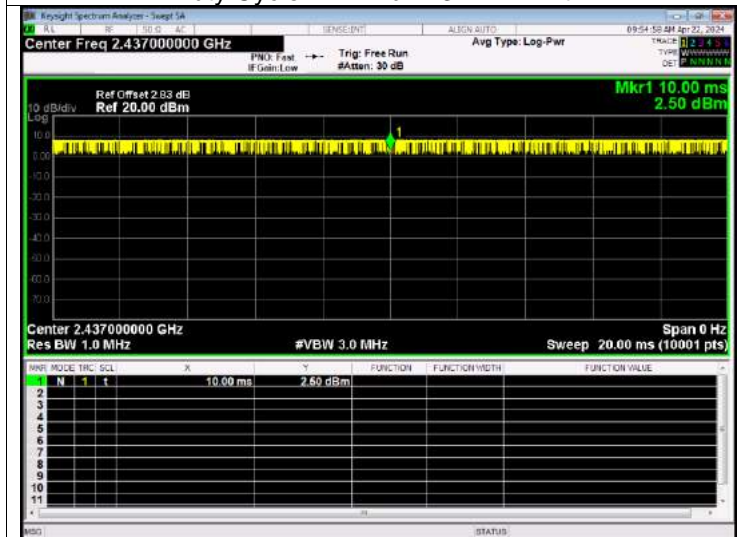 Keysight Spectrum Analyzer - Swept SA
RL RF 50 Ω AC SENSE:INT ALIGN AUTO 09:54:58 AM Apr 22, 2024
Center Freq 2.437000000 GHz
PNO: Fast
IFGain:Low
Trig: Free Run
#Atten: 30 dB
Avg Type: Log-Pwr
TRACE 1 2 3 4 5 6
TYPE
DET P N N N N N
Ref Offset 2.83 dB
10 dB/div Ref 20.00 dBm
Log
Mkr1 10.00 ms
2.50 dBm
10.0
0.00
-10.0
-20.0
-30.0
-40.0
-50.0
-60.0
-70.0
1
Center 2.437000000 GHz Span 0 Hz
Res BW 1.0 MHz #VBW 3.0 MHz Sweep 20.00 ms (10001 pts)
MKR MODE TRC SCL X Y FUNCTION FUNCTION WIDTH FUNCTION VALUE
1 N 1 t 10.00 ms 2.50 dBm
2
3
4
5
6
7
8
9
10
11
MSG STATUS